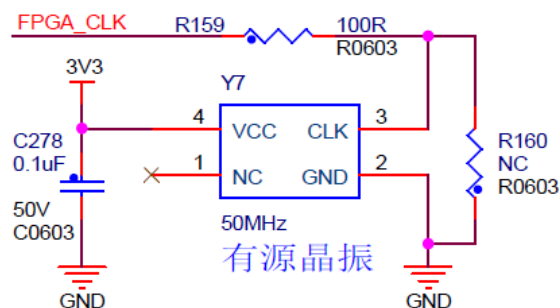 FPGA_CLK
R159
100R
R0603
3V3
Y7
4
VCC
CLK
3
1
NC
GND
2
C278
0.1uF
50V
C0603
R160
NC
R0603
50MHz
有源晶振
GND
GND